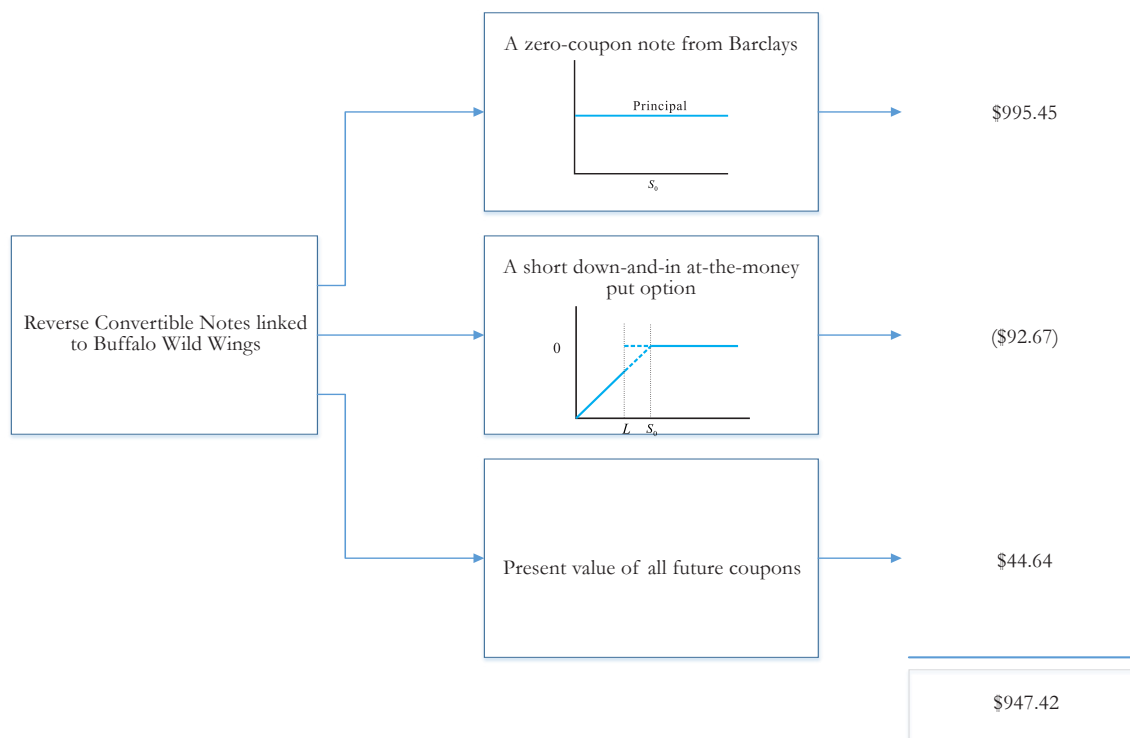 A zero-coupon note from Barclays
Principal
S₀
$995.45
Reverse Convertible Notes linked
to Buffalo Wild Wings
A short down-and-in at-the-money
put option
0
L S₀
($92.67)
Present value of all future coupons
$44.64
$947.42